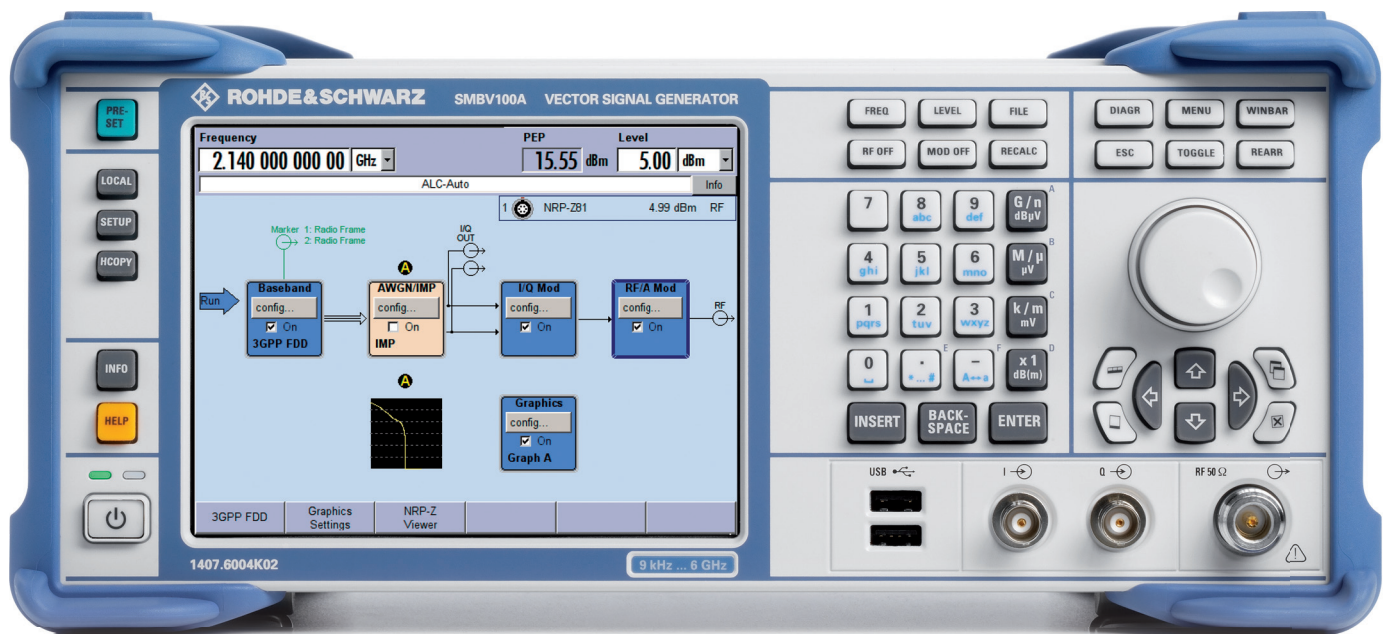 ROHDE&SCHWARZ SMBV100A VECTOR SIGNAL GENERATOR
PRE-
SET
LOCAL
SETUP
HCOPY
INFO
HELP
Frequency PEP Level
2.140 000 000 00 GHz 15.55 dBm 5.00 dBm
ALC-Auto Info
1 NRP-Z81 4.99 dBm RF
Marker 1: Radio Frame
2: Radio Frame
I/Q
OUT
A
Run
Baseband
config...
On
3GPP FDD
AWGN/IMP
config...
On
IMP
I/Q Mod
config...
On
RF/A Mod
config...
On
RF
A
Graphics
config...
On
Graph A
3GPP FDD
Graphics
Settings
NRP-Z
Viewer
1407.6004K02
9 kHz ... 6 GHz
FREQ LEVEL FILE
RF OFF MOD OFF RECALC
DIAGR MENU WINBAR
ESC TOGGLE REARR
7
8
abc
9
def
G / n
dBµV
A
4
ghi
5
jkl
6
mno
M / µ
µV
B
1
pqrs
2
tuv
3
wxyz
k / m
mV
C
0
.
*...#
E
–
A↔a
F
x 1
dB(m)
D
INSERT
BACK-
SPACE
ENTER
USB
I
Q
RF 50 Ω